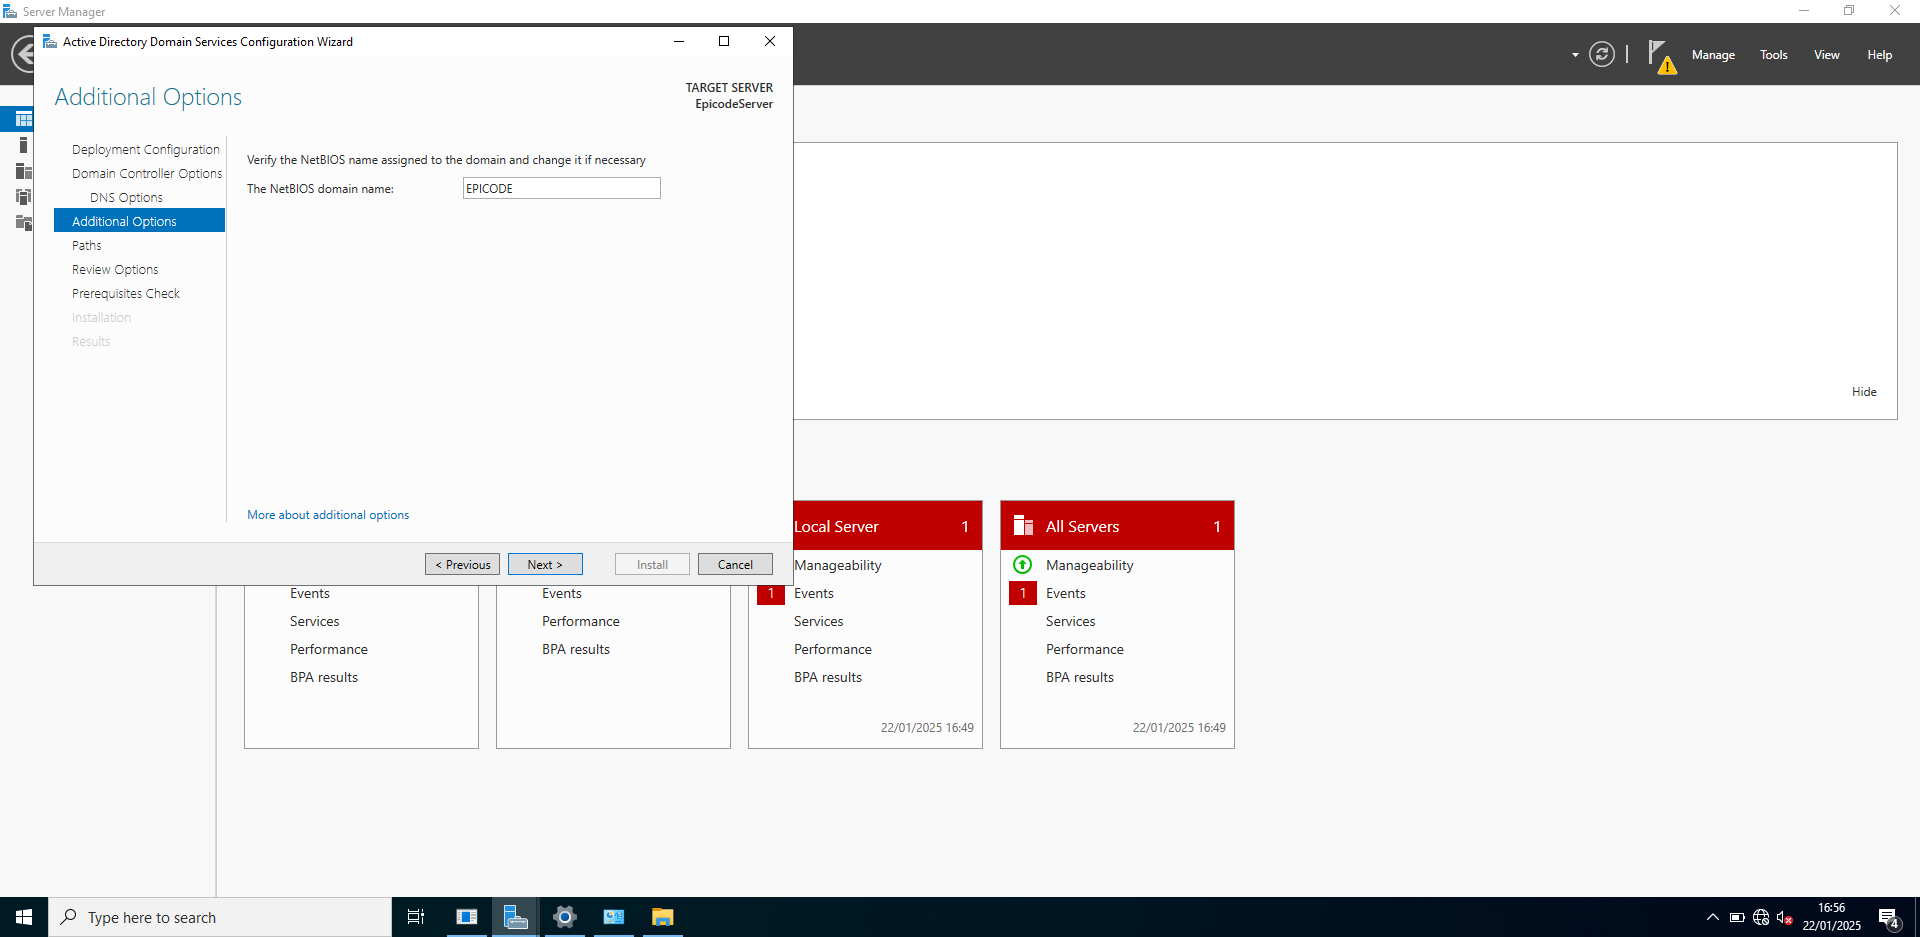 Server Manager
Active Directory Domain Services Configuration Wizard
Manage
Tools
View
Help
Additional Options
TARGET SERVER
EpicodeServer
Deployment Configuration
Domain Controller Options
DNS Options
Additional Options
Paths
Review Options
Prerequisites Check
Installation
Results
Verify the NetBIOS name assigned to the domain and change it if necessary
The NetBIOS domain name:
EPICODE
More about additional options
< Previous
Next >
Install
Cancel
Hide
Events
Services
Performance
BPA results
Events
Performance
BPA results
Local Server
1
Manageability
1
Events
Services
Performance
BPA results
22/01/2025 16:49
All Servers
1
Manageability
1
Events
Services
Performance
BPA results
22/01/2025 16:49
Type here to search
16:56
22/01/2025
4